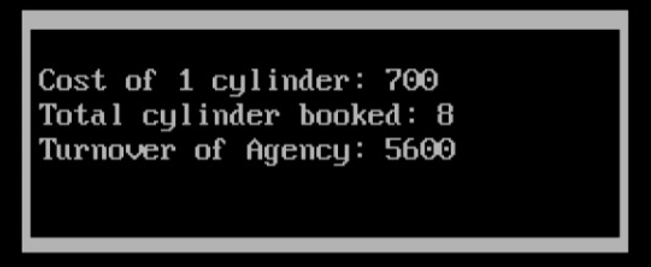 Cost of 1 cylinder: 700
Total cylinder booked: 8
Turnover of Agency: 5600